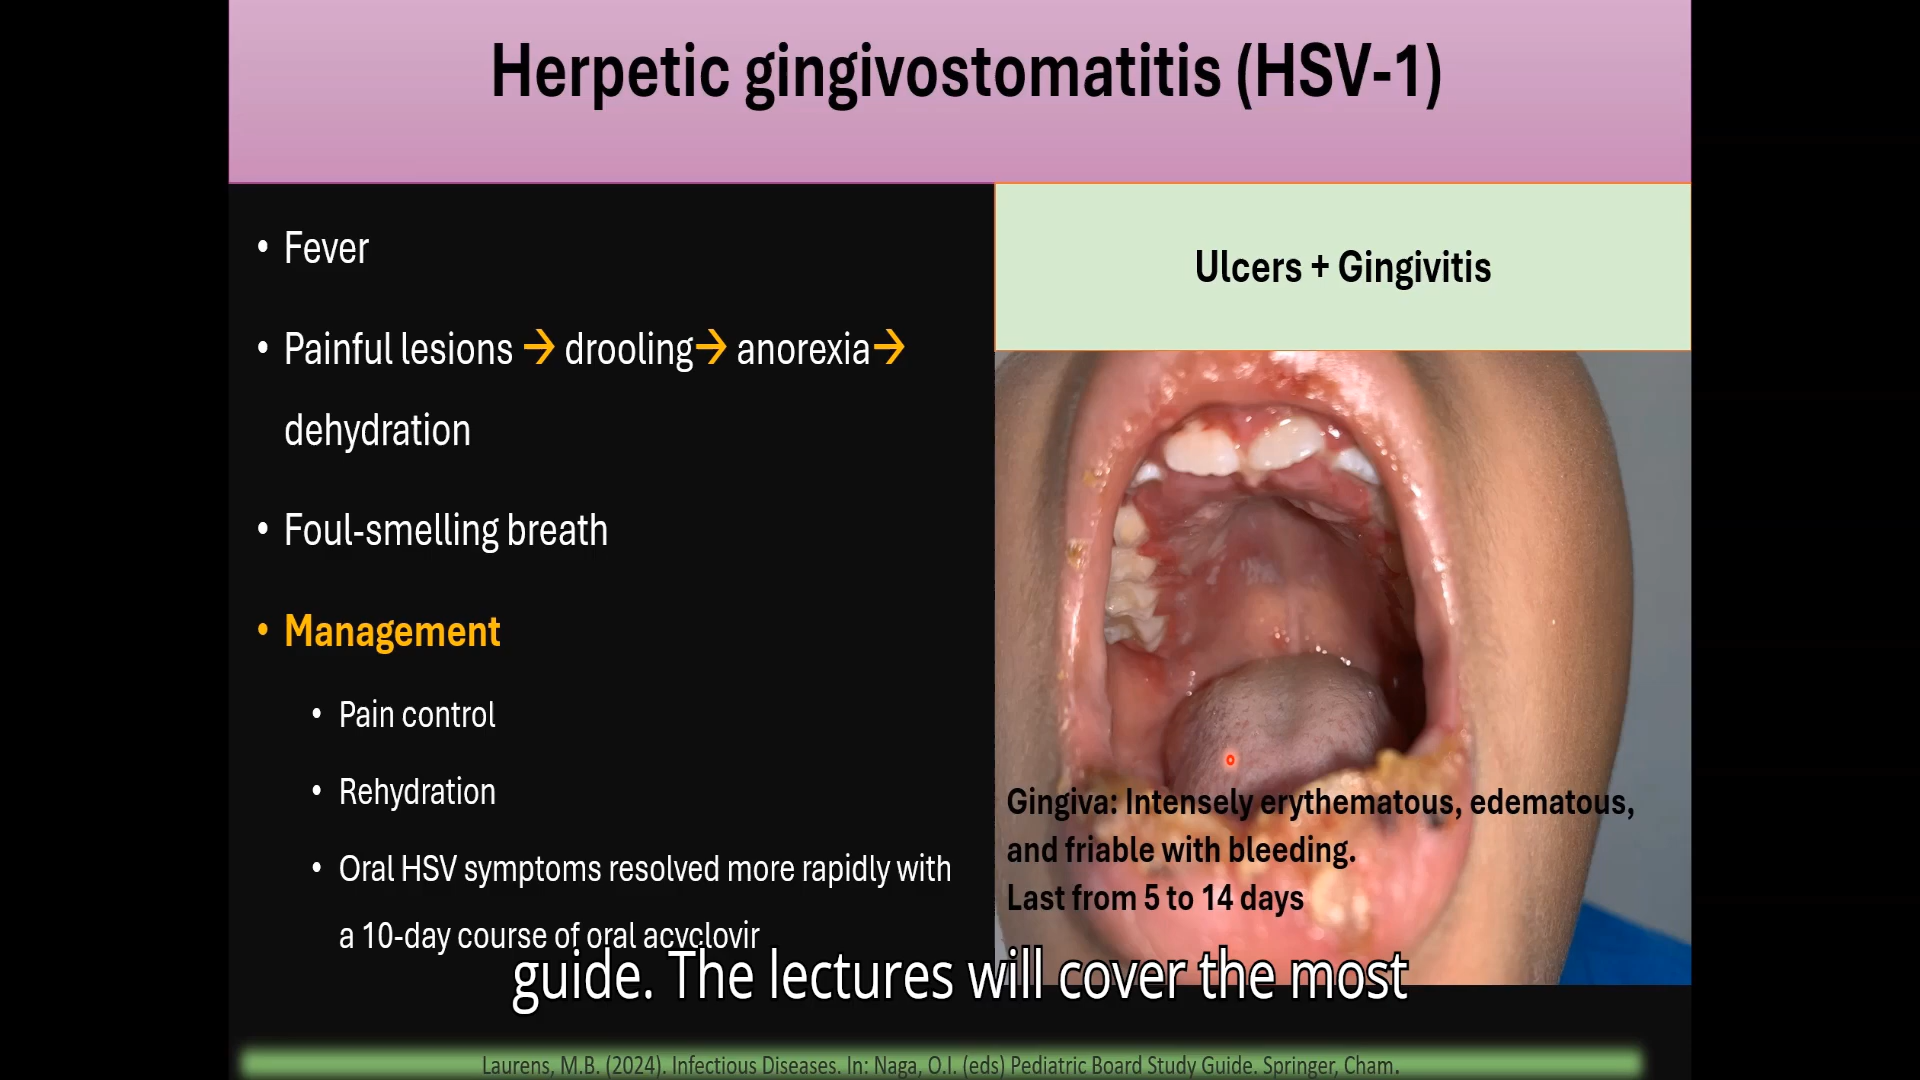 Herpetic gingivostomatitis (HSV-1)
• Fever
• Painful lesions → drooling→ anorexia→
dehydration
• Foul-smelling breath
• Management
• Pain control
• Rehydration
• Oral HSV symptoms resolved more rapidly with
a 10-day course of oral acyclovir
Ulcers + Gingivitis
Gingiva: Intensely erythematous, edematous,
and friable with bleeding.
Last from 5 to 14 days
guide. The lectures will cover the most
Laurens, M.B. (2024). Infectious Diseases. In: Naga, O.I. (eds) Pediatric Board Study Guide. Springer, Cham.